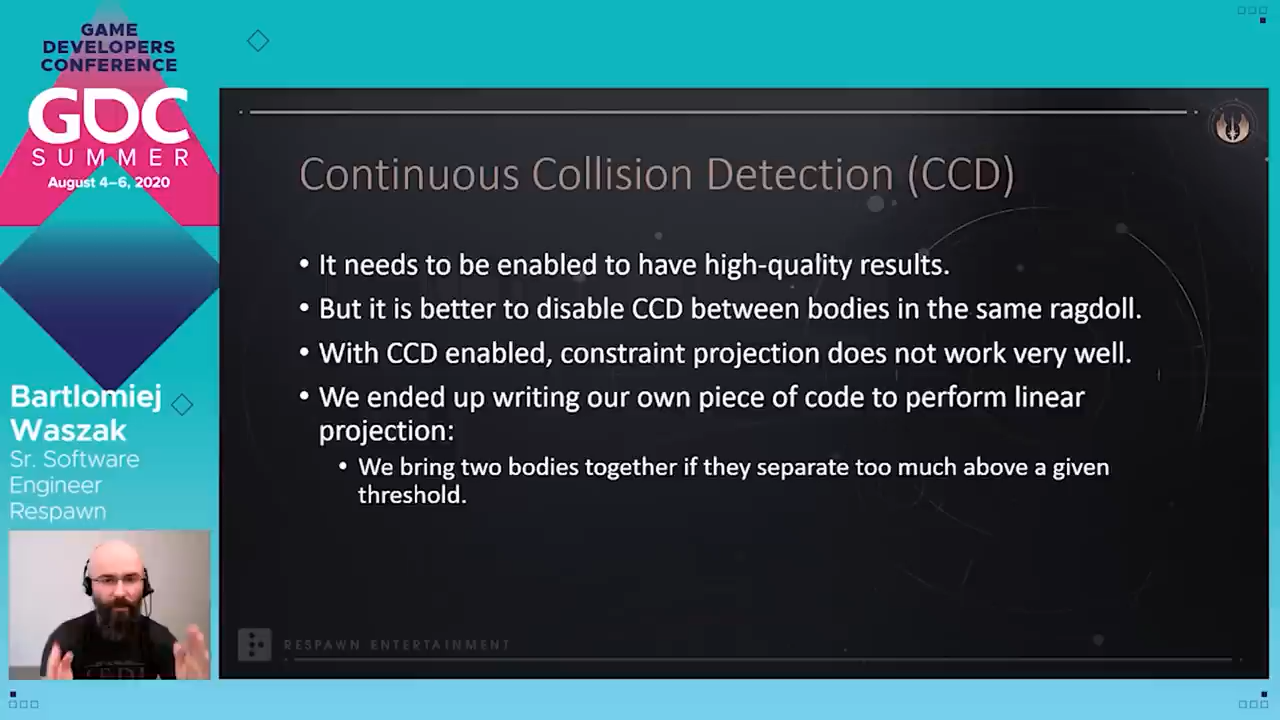 GAME
DEVELOPERS
CONFERENCE
GDC
SUMMER
August 4–6, 2020
Continuous Collision Detection (CCD)
• It needs to be enabled to have high-quality results.
• But it is better to disable CCD between bodies in the same ragdoll.
• With CCD enabled, constraint projection does not work very well.
• We ended up writing our own piece of code to perform linear
projection:
• We bring two bodies together if they separate too much above a given
threshold.
Bartlomiej
Waszak
Sr. Software
Engineer
Respawn
RESPAWN ENTERTAINMENT